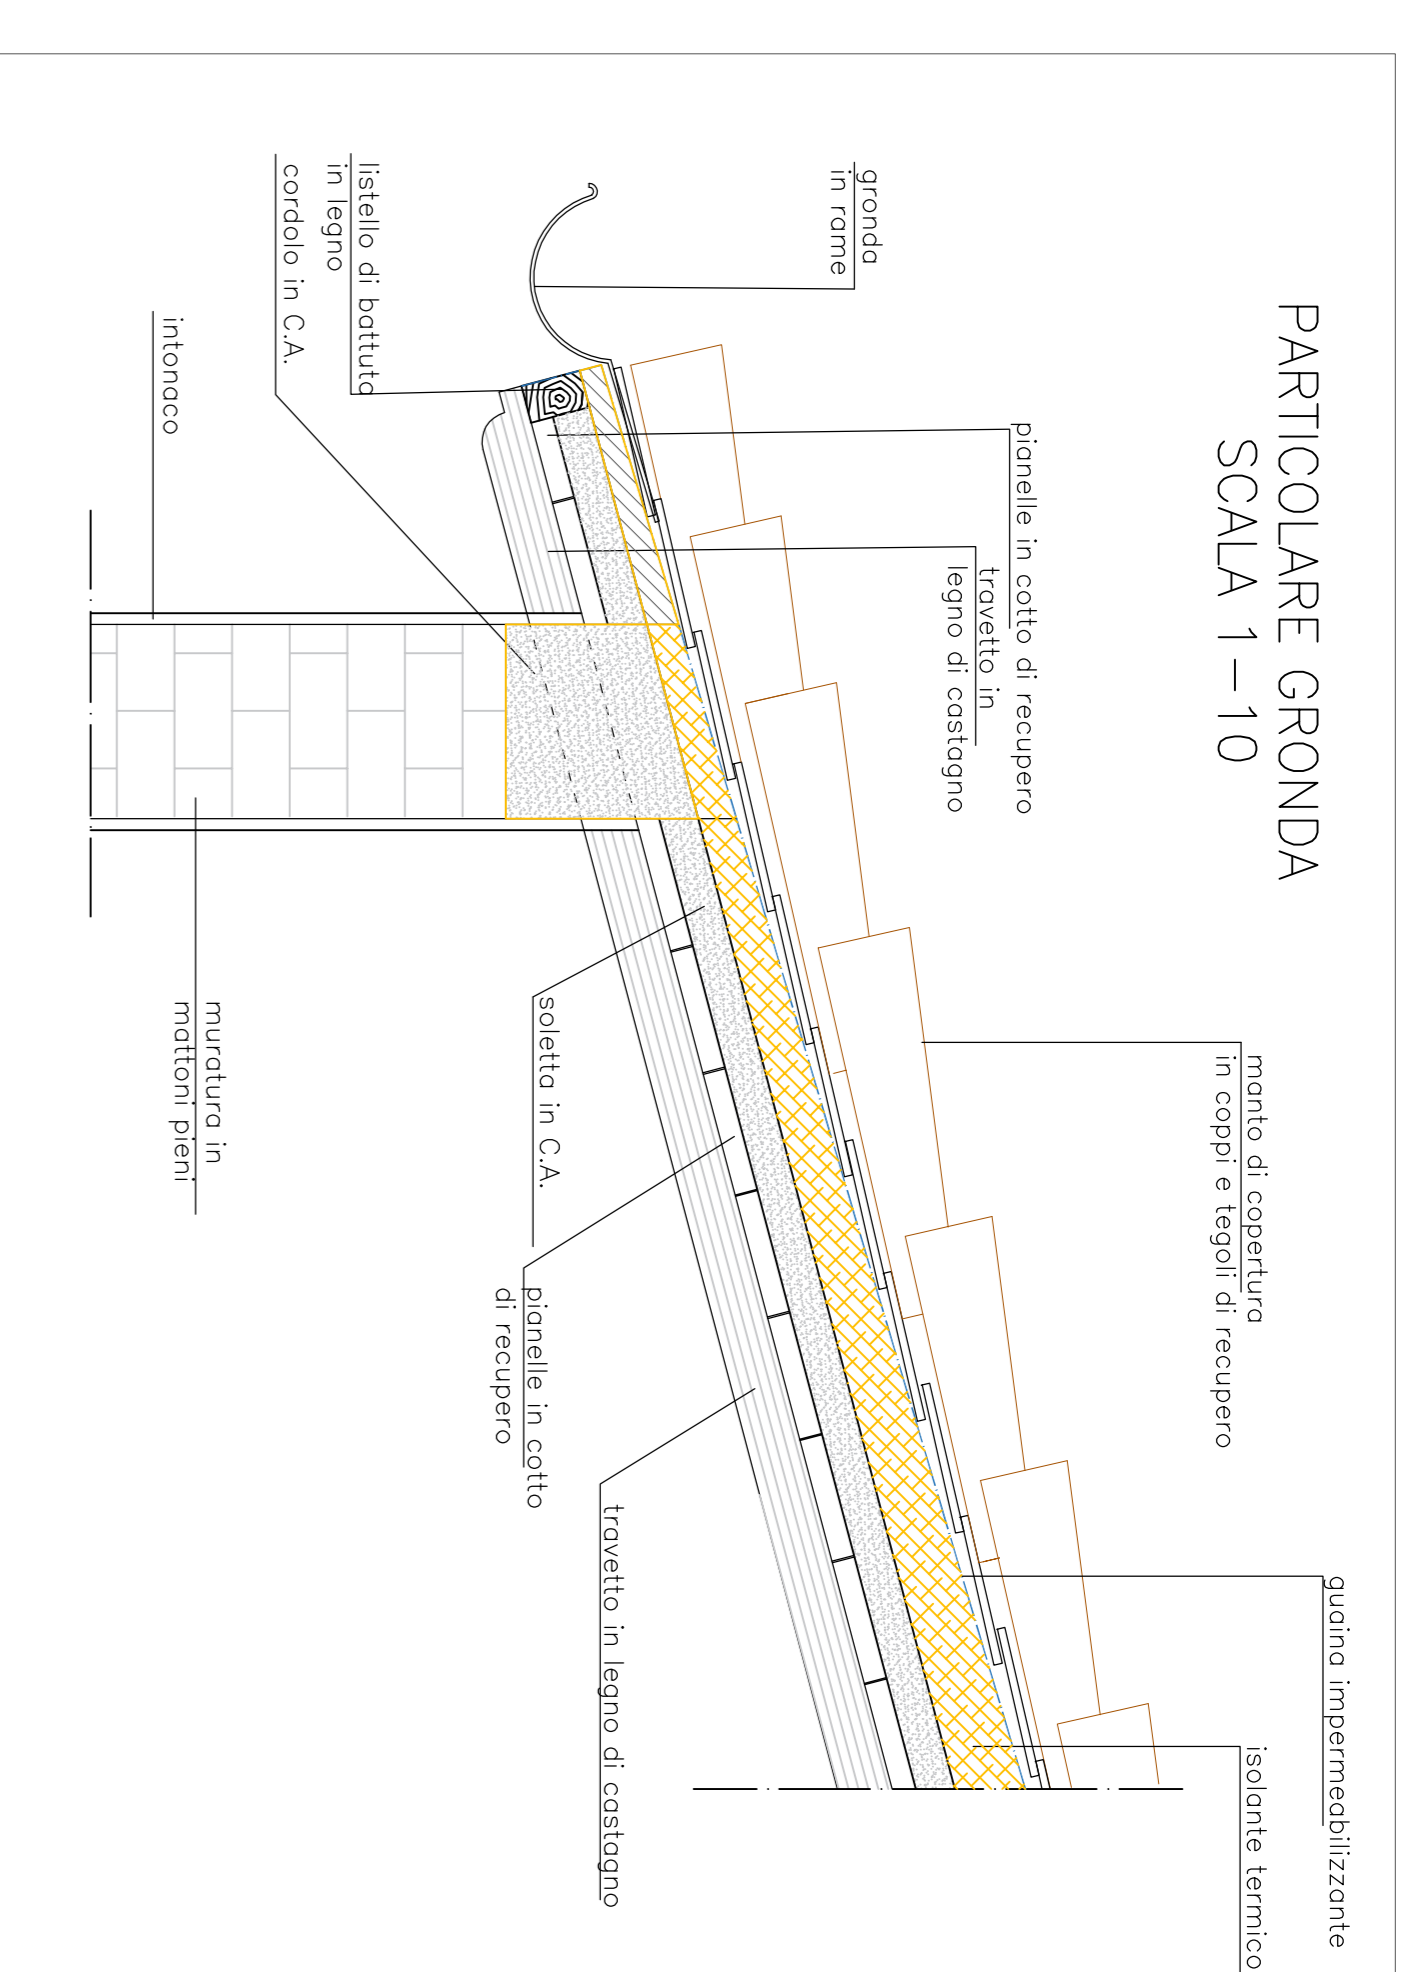 PARTICOLARE GRONDA
SCALA 1-10
gronda
in rame
pianelle in cotto di recupero
travetto in
legno di castagno
manto di copertura
in coppi e tegoli di recupero
guaina impermeabilizzante
isolante termico
listello di battuta
in legno
cordolo in C.A.
intonaco
muratura in
mattoni pieni
soletta in C.A.
pianelle in cotto
di recupero
travetto in legno di castagno